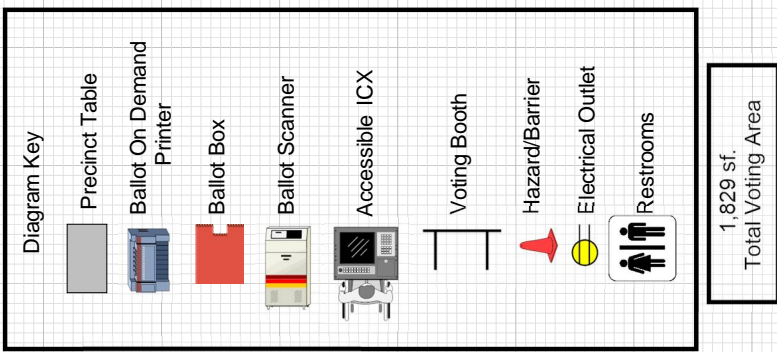 Diagram Key
Precinct Table
Ballot On Demand
Printer
Ballot Box
Ballot Scanner
Accessible ICX
Voting Booth
Hazard/Barrier
Electrical Outlet
Restrooms
1,829 sf.
Total Voting Area